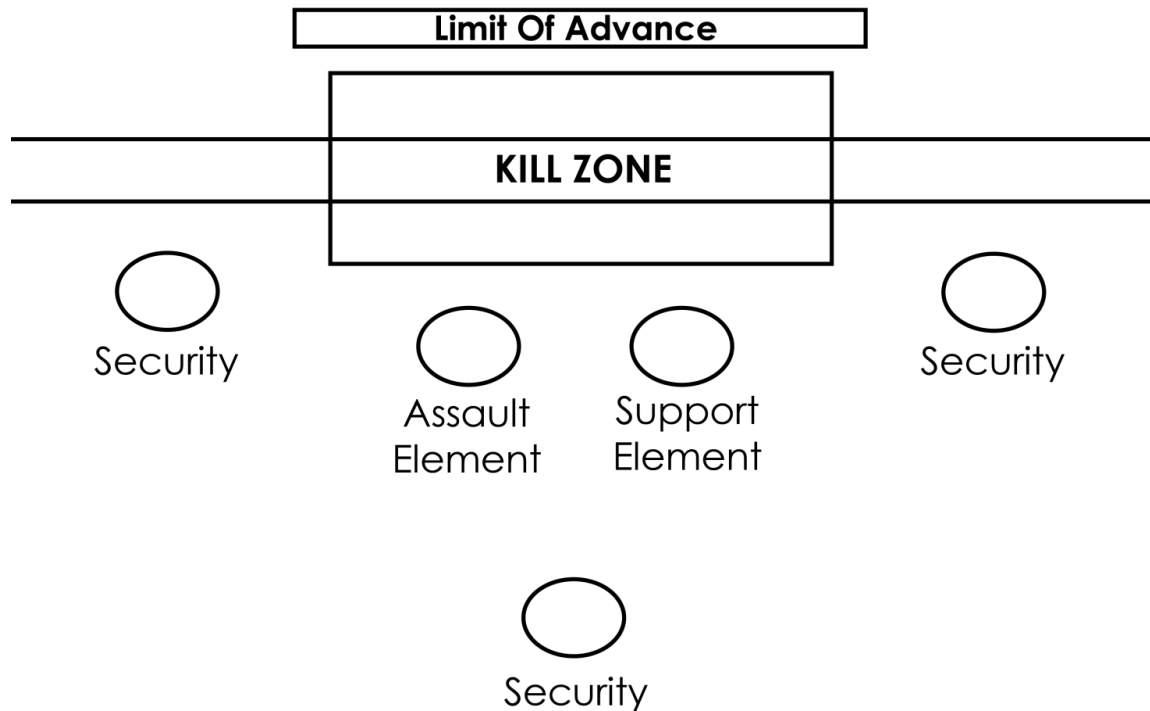 Limit Of Advance
KILL ZONE
Security
Security
Assault
Element
Support
Element
Security